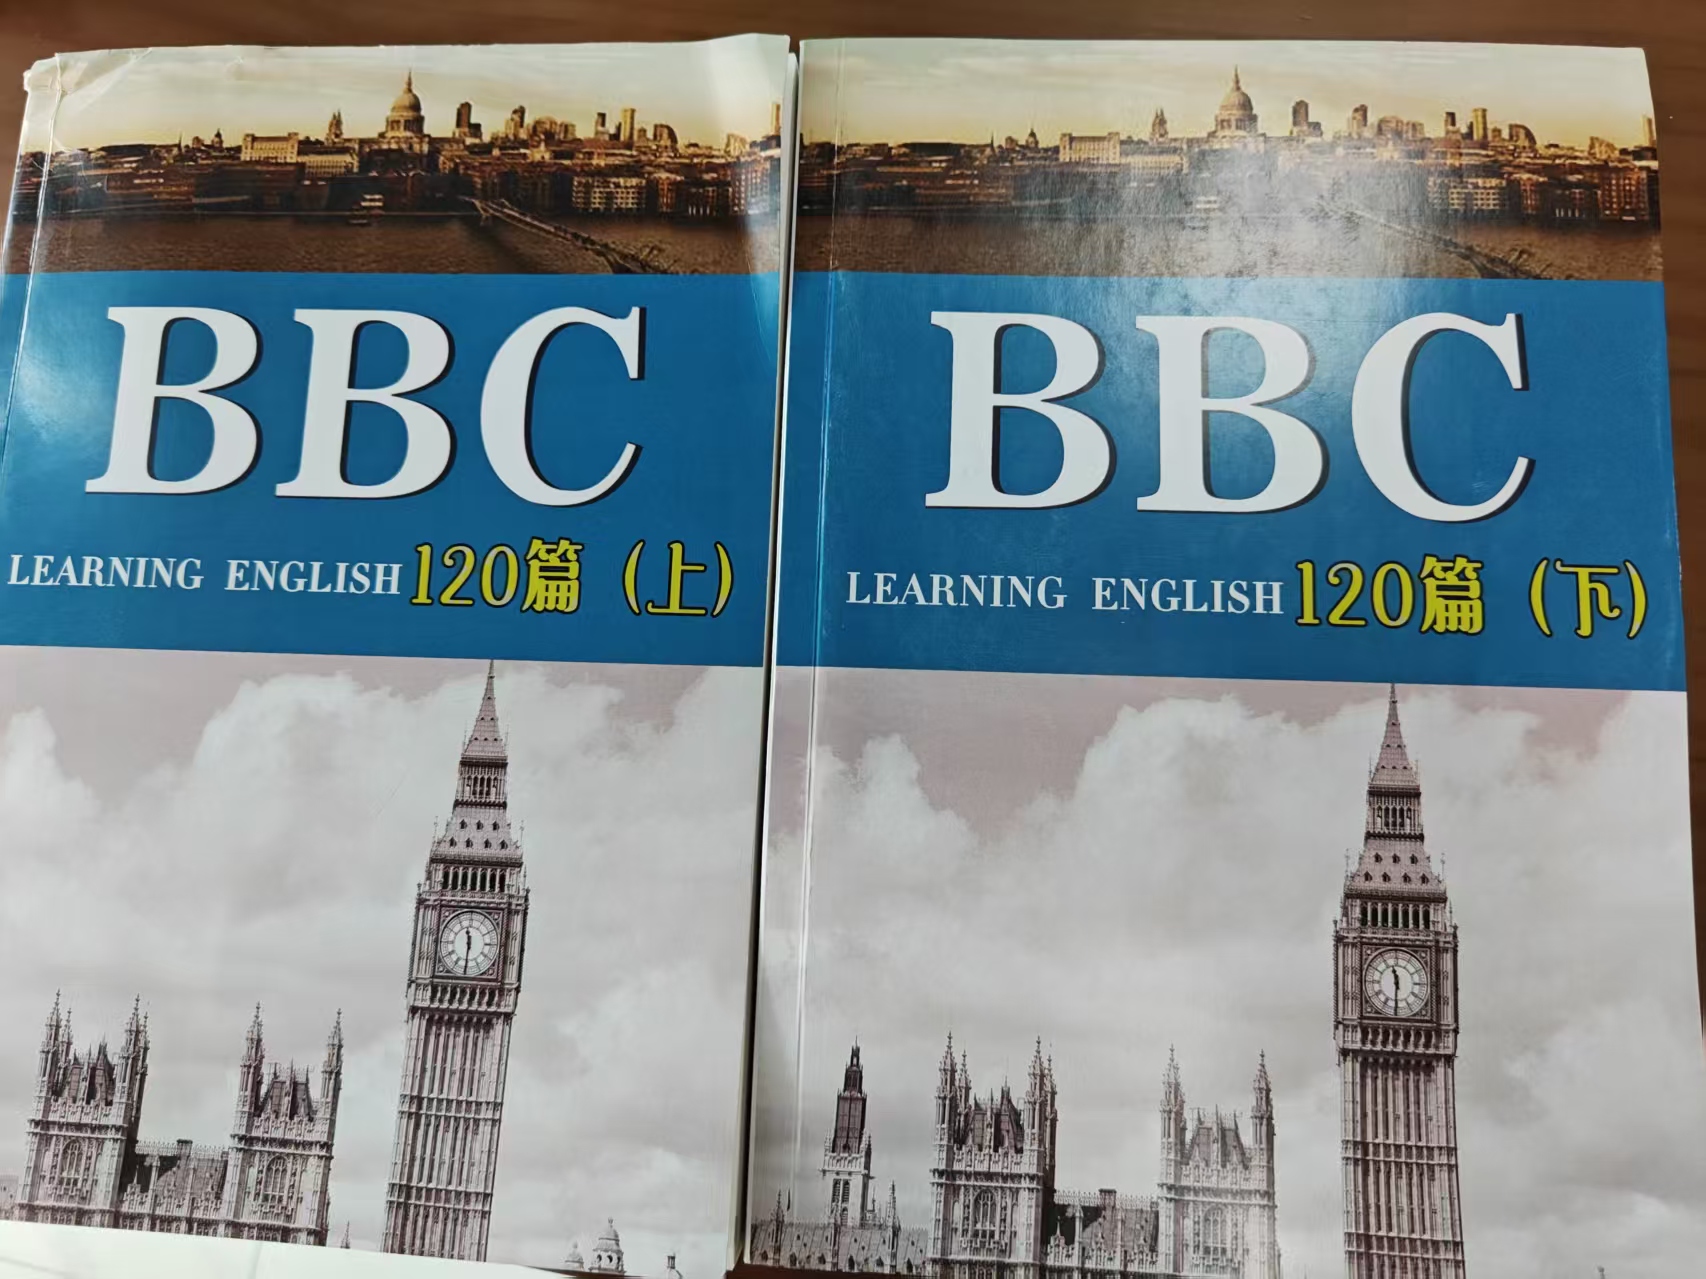 BBC
LEARNING ENGLISH 120篇 (上)
BBC
LEARNING ENGLISH 120篇 (下)